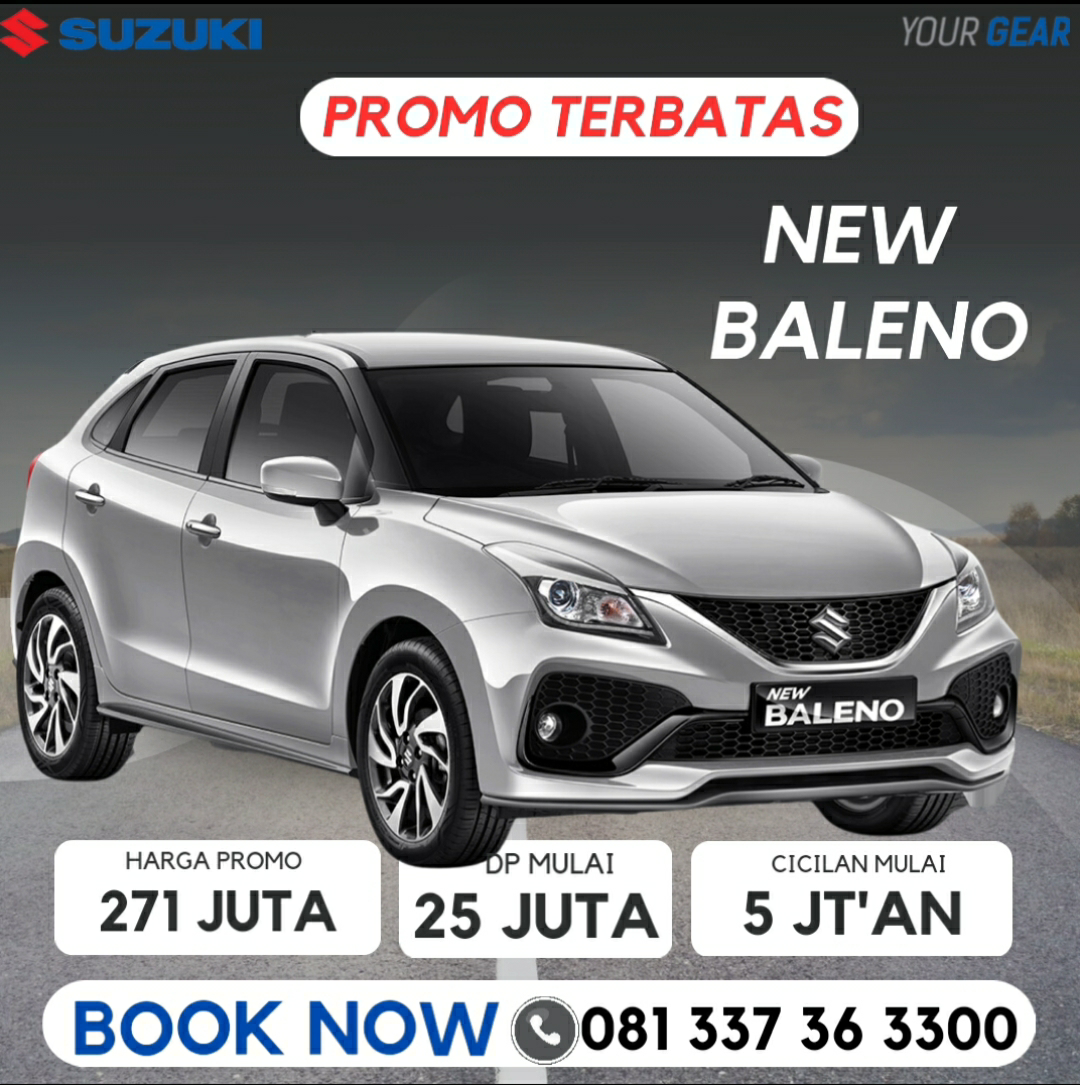 SUZUKI
YOUR GEAR
PROMO TERBATAS
NEW
BALENO
NEW
BALENO
HARGA PROMO
271 JUTA
DP MULAI
25 JUTA
CICILAN MULAI
5 JT'AN
BOOK NOW 081 337 36 3300